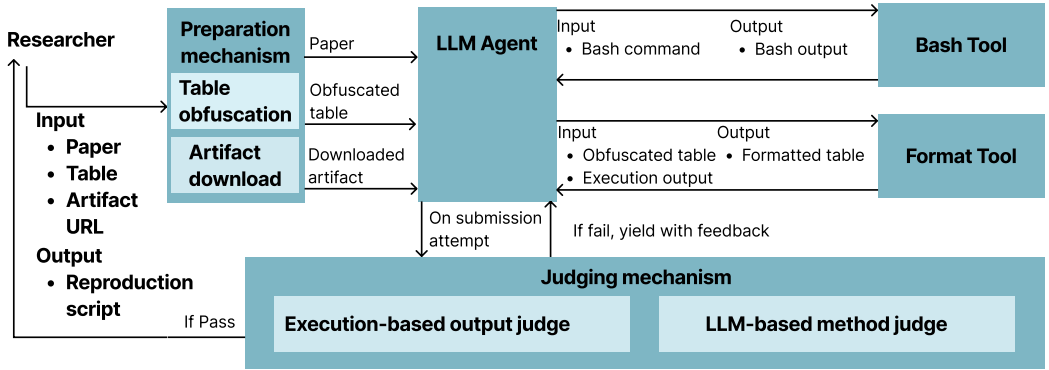 Researcher
Input
• Paper
• Table
• Artifact
URL
Output
• Reproduction
script
Preparation
mechanism
Table
obfuscation
Artifact
download
Paper
Obfuscated
table
Downloaded
artifact
LLM Agent
Input
• Bash command
Output
• Bash output
Bash Tool
Input
• Obfuscated table
• Execution output
Output
• Formatted table
Format Tool
On submission
attempt
If fail, yield with feedback
Judging mechanism
Execution-based output judge
LLM-based method judge
If Pass